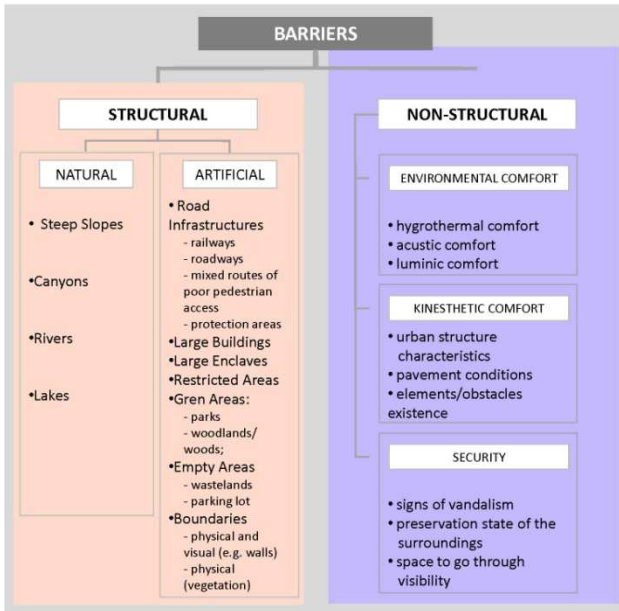 BARRIERS
STRUCTURAL
NATURAL
• Steep Slopes
•Canyons
•Rivers
•Lakes
ARTIFICIAL
• Road
Infrastructures
- railways
- roadways
- mixed routes of
poor pedestrian
access
- protection areas
•Large Buildings
•Large Enclaves
•Restricted Areas
•Gren Areas:
- parks
- woodlands/
woods;
•Empty Areas
- wastelands
- parking lot
•Boundaries
- physical and
visual (e.g. walls)
- physical
(vegetation)
NON-STRUCTURAL
ENVIRONMENTAL COMFORT
• hygrothermal comfort
• acustic comfort
• luminic comfort
KINESTHETIC COMFORT
• urban structure
characteristics
• pavement conditions
• elements/obstacles
existence
SECURITY
• signs of vandalism
• preservation state of the
surroundings
• space to go through
visibility